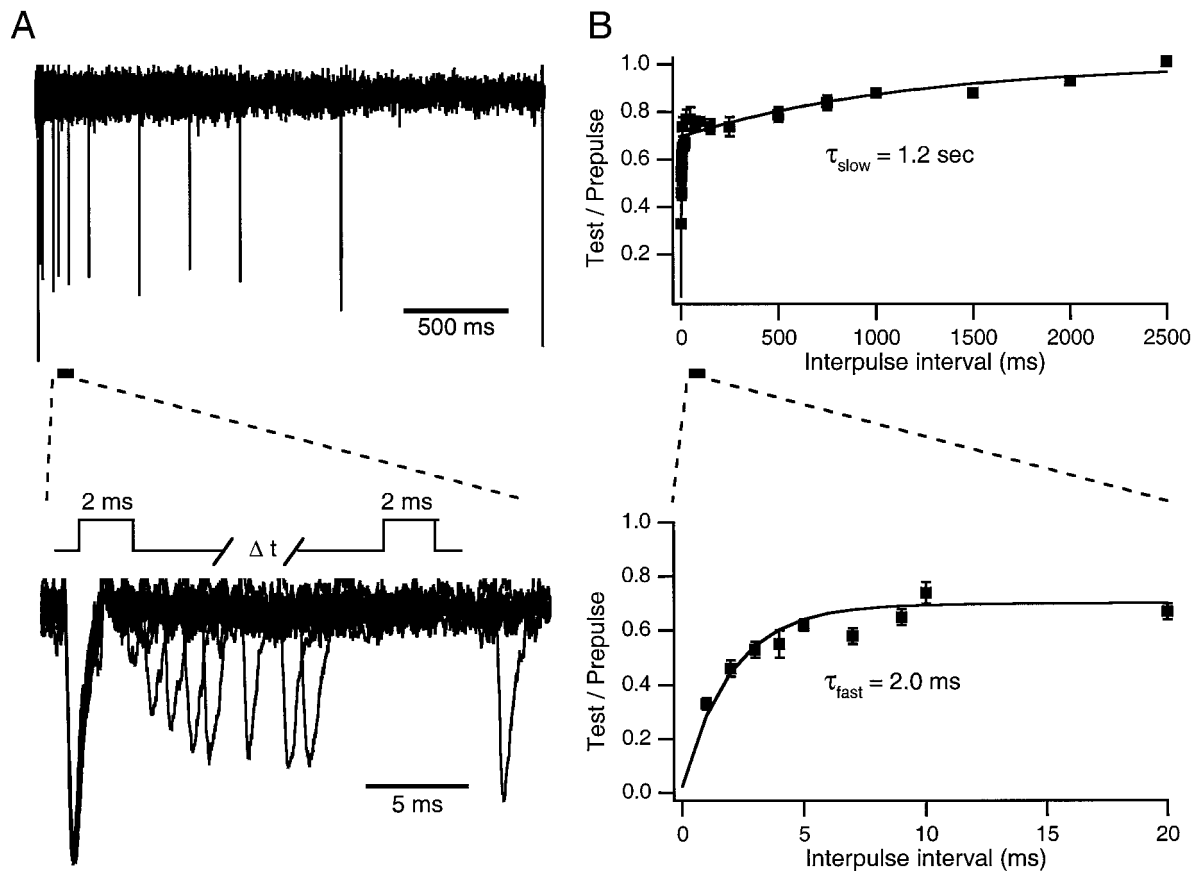 A
500 ms
2 ms
Δ t
2 ms
5 ms
B
Test / Prepulse
1.0
0.8
0.6
0.4
0.2
τslow = 1.2 sec
0
500
1000
1500
2000
2500
Interpulse interval (ms)
Test / Prepulse
1.0
0.8
0.6
0.4
0.2
0.0
τfast = 2.0 ms
0
5
10
15
20
Interpulse interval (ms)